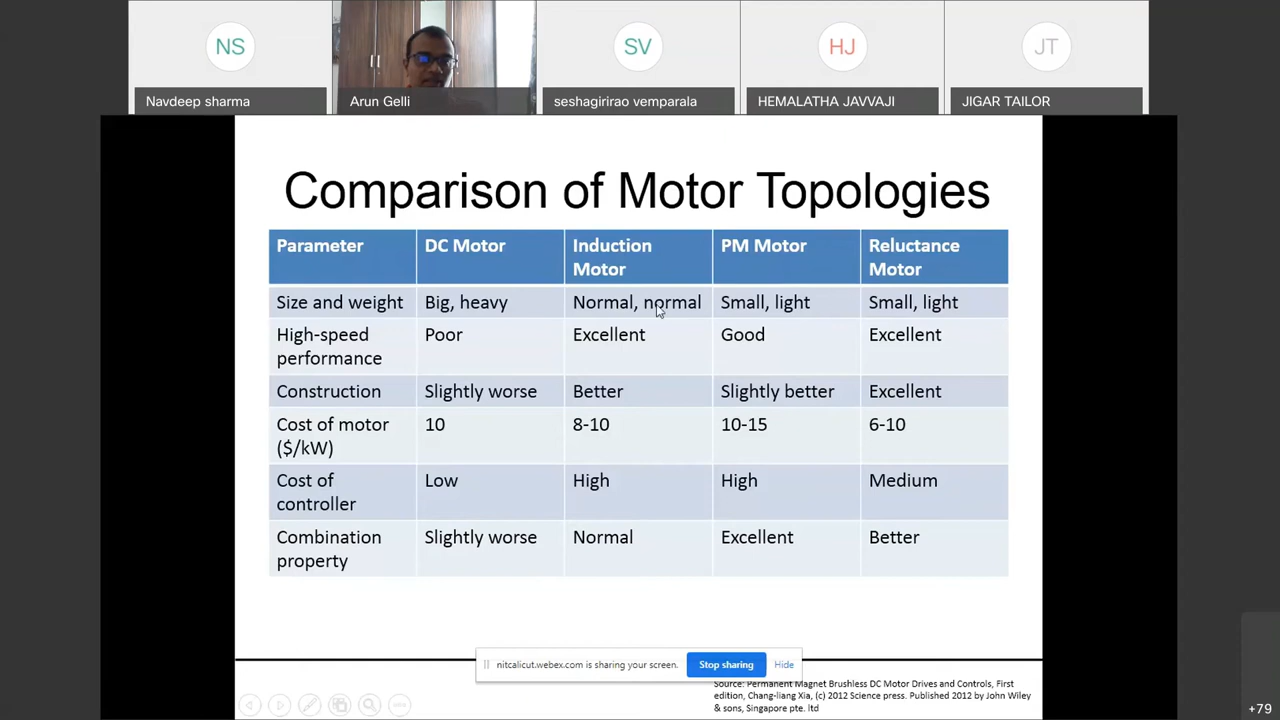 NS
SV
HJ
JT
Navdeep sharma
Arun Gelli
seshagirirao vemparala
HEMALATHA JAVVAJI
JIGAR TAILOR
Comparison of Motor Topologies
Parameter
DC Motor
Induction
Motor
PM Motor
Reluctance
Motor
Size and weight
Big, heavy
Normal, normal
Small, light
Small, light
High-speed
performance
Poor
Excellent
Good
Excellent
Construction
Slightly worse
Better
Slightly better
Excellent
Cost of motor
($/kW)
10
8-10
10-15
6-10
Cost of
controller
Low
High
High
Medium
Combination
property
Slightly worse
Normal
Excellent
Better
nitcalicut.webex.com is sharing your screen.
Stop sharing
Hide
Source: Permanent Magnet Brushless DC Motor Drives and Controls, First
edition, Chang-liang Xia, (c) 2012 Science press. Published 2012 by John Wiley
& sons, Singapore pte. ltd
+79